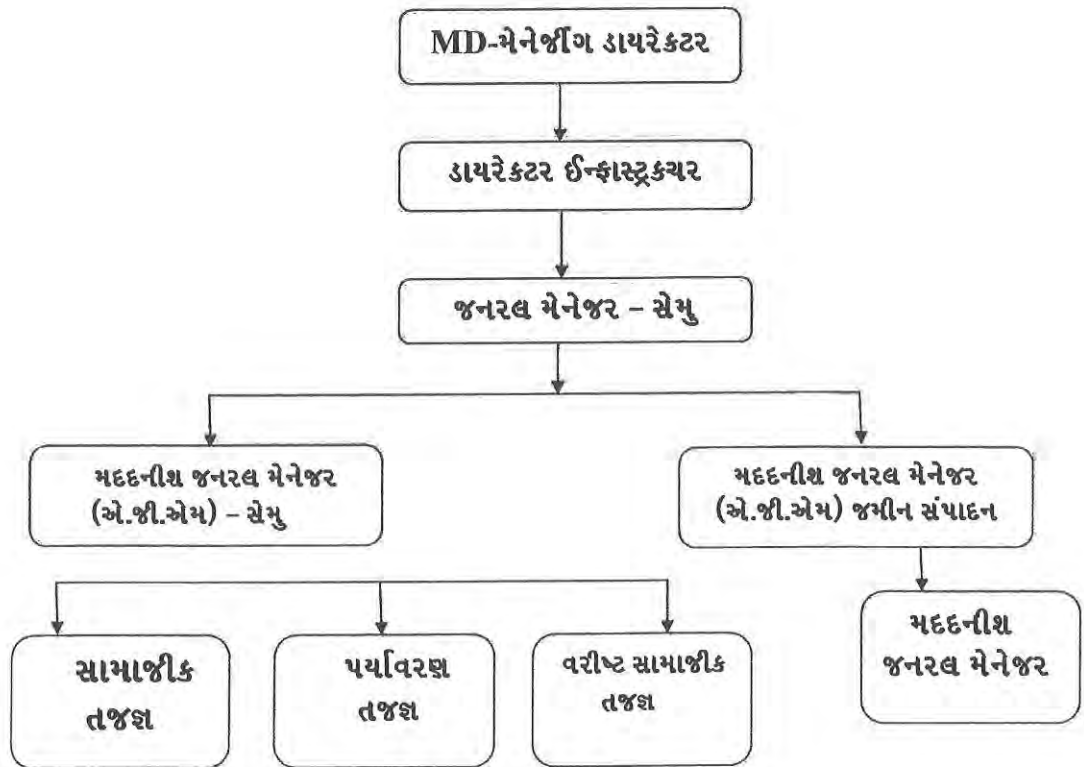 MD-મેનેજીંગ ડાયરેકટર
ડાયરેકટર ઈન્ફાસ્ટ્રકચર
જનરલ મેનેજર – સેમુ
મદદનીશ જનરલ મેનેજર
(એ.જી.એમ) – સેમુ
મદદનીશ જનરલ મેનેજર
(એ.જી.એમ) જમીન સંપાદન
સામાજીક
તજજ્ઞ
પર્યાવરણ
તજજ્ઞ
વરીષ્ટ સામાજીક
તજજ્ઞ
મદદનીશ
જનરલ મેનેજર